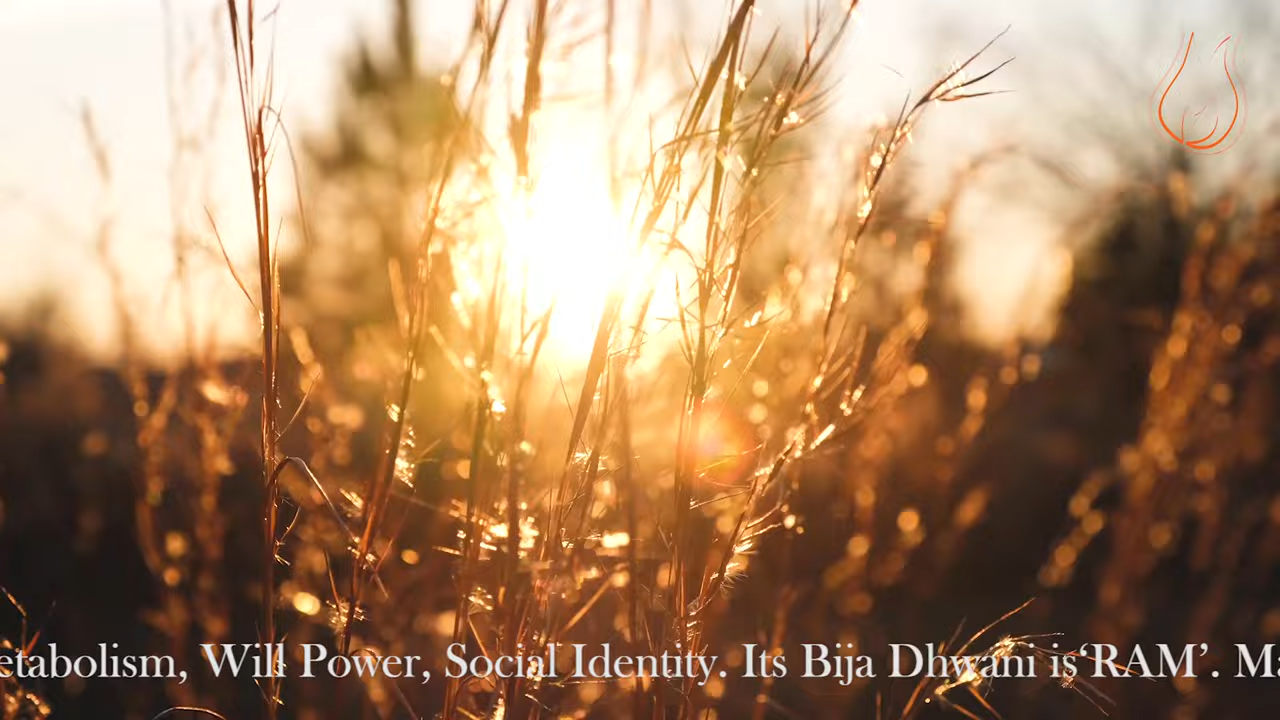 etabolism, Will Power, Social Identity. Its Bija Dhwani is‘RAM’. Ma